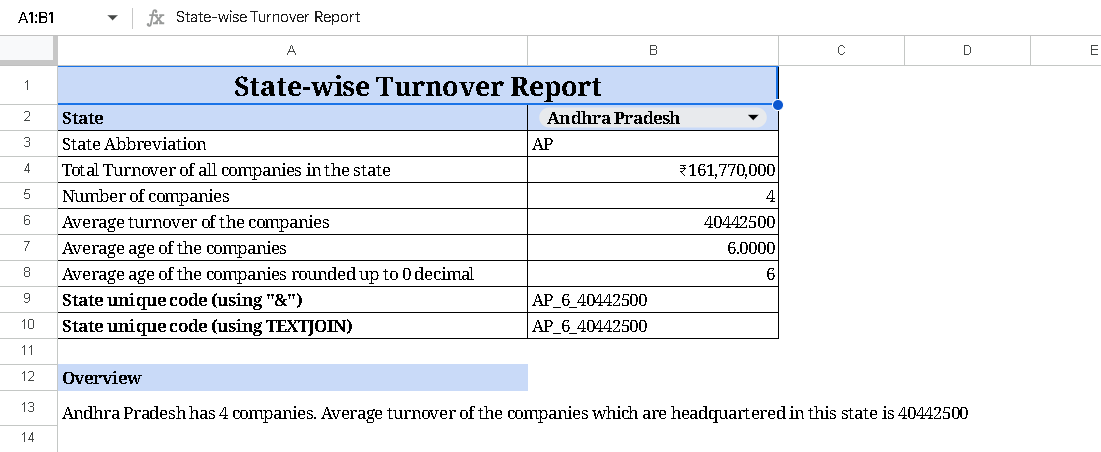 A1:B1 fx State-wise Turnover Report
A B C D E
1 State-wise Turnover Report
2 State Andhra Pradesh
3 State Abbreviation AP
4 Total Turnover of all companies in the state ₹161,770,000
5 Number of companies 4
6 Average turnover of the companies 40442500
7 Average age of the companies 6.0000
8 Average age of the companies rounded up to 0 decimal 6
9 State unique code (using "&") AP_6_40442500
10 State unique code (using TEXTJOIN) AP_6_40442500
11
12 Overview
13 Andhra Pradesh has 4 companies. Average turnover of the companies which are headquartered in this state is 40442500
14